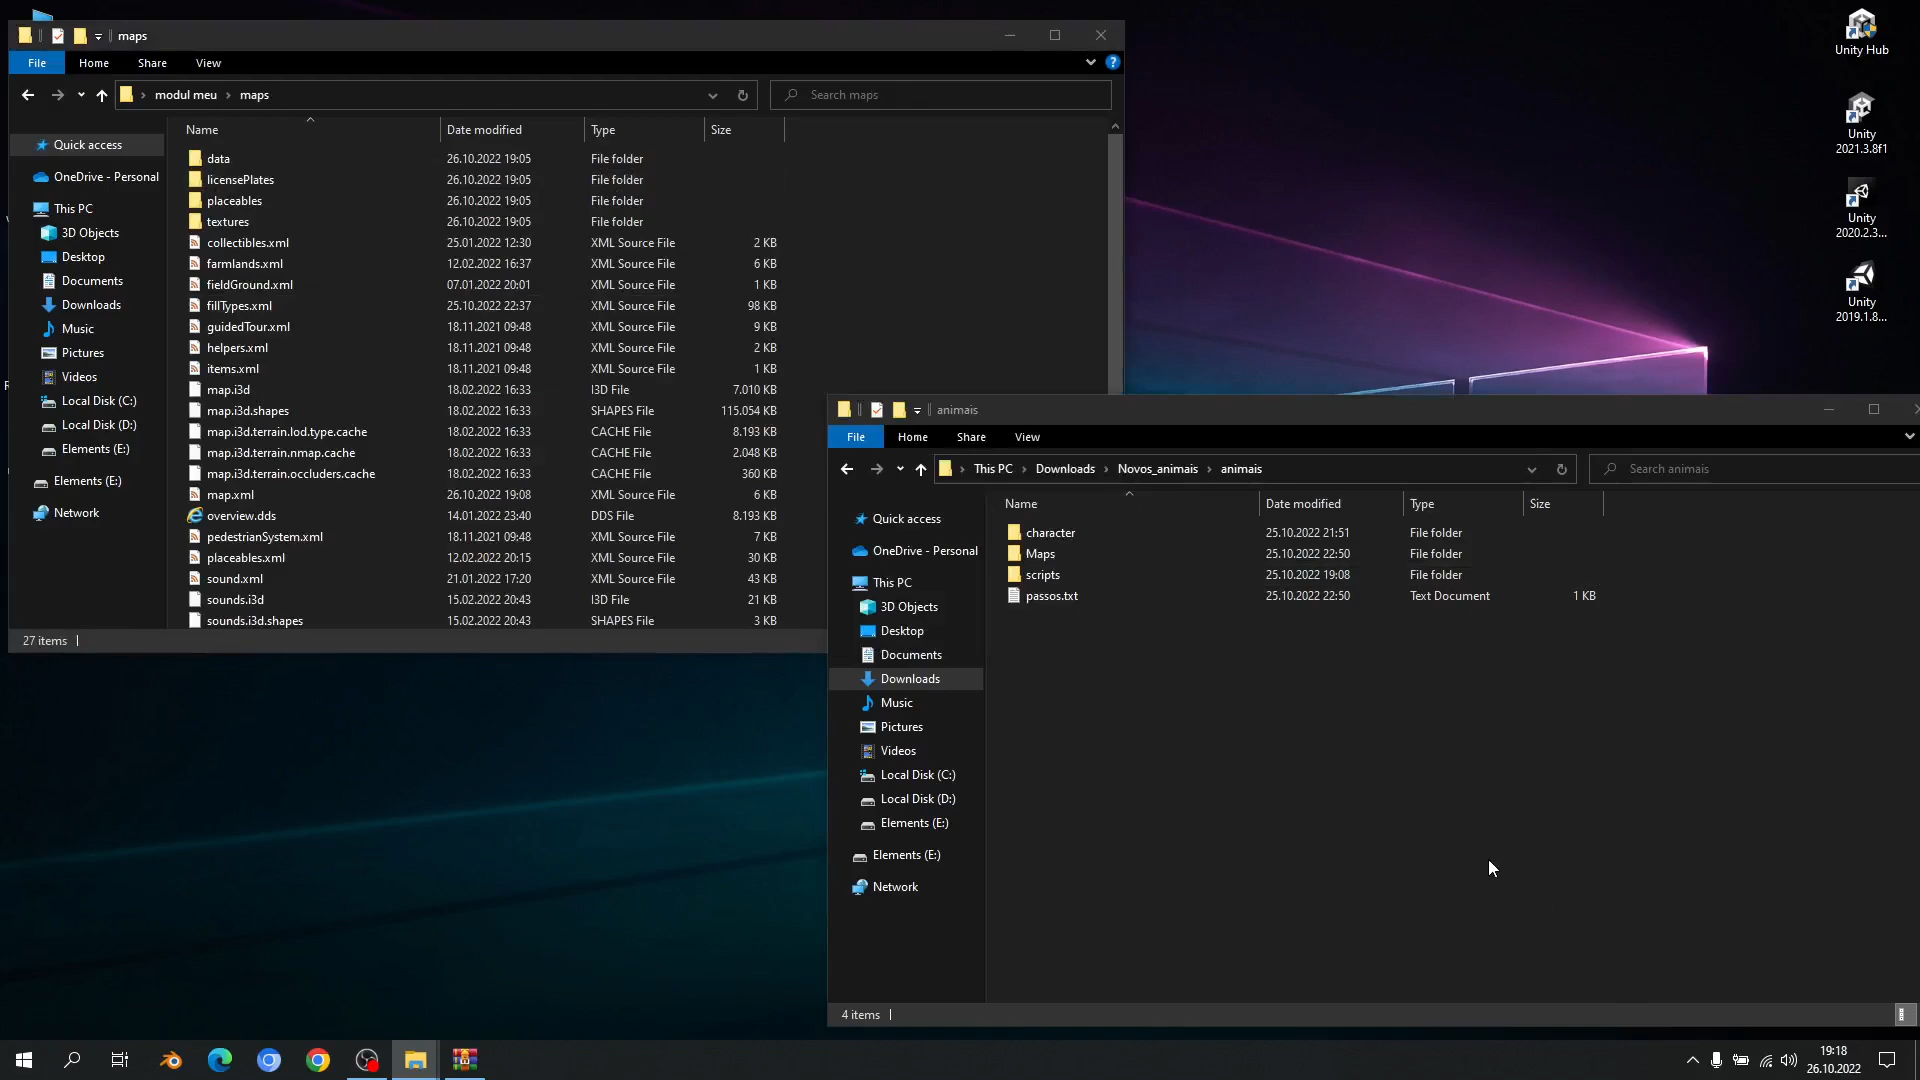 maps
File Home Share View
modul meu maps
Search maps
Name Date modified Type Size
data 26.10.2022 19:05 File folder
licensePlates 26.10.2022 19:05 File folder
placeables 26.10.2022 19:05 File folder
textures 26.10.2022 19:05 File folder
collectibles.xml 25.01.2022 12:30 XML Source File 2 KB
farmlands.xml 12.02.2022 16:37 XML Source File 6 KB
fieldGround.xml 07.01.2022 20:01 XML Source File 1 KB
fillTypes.xml 25.10.2022 22:37 XML Source File 98 KB
guidedTour.xml 18.11.2021 09:48 XML Source File 9 KB
helpers.xml 18.11.2021 09:48 XML Source File 2 KB
items.xml 18.11.2021 09:48 XML Source File 1 KB
map.i3d 18.02.2022 16:33 I3D File 7.010 KB
map.i3d.shapes 18.02.2022 16:33 SHAPES File 115.054 KB
map.i3d.terrain.lod.type.cache 18.02.2022 16:33 CACHE File 8.193 KB
map.i3d.terrain.nmap.cache 18.02.2022 16:33 CACHE File 2.048 KB
map.i3d.terrain.occluders.cache 18.02.2022 16:33 CACHE File 360 KB
map.xml 26.10.2022 19:08 XML Source File 6 KB
overview.dds 14.01.2022 23:40 DDS File 8.193 KB
pedestrianSystem.xml 18.11.2021 09:48 XML Source File 7 KB
placeables.xml 12.02.2022 20:15 XML Source File 30 KB
sound.xml 21.01.2022 17:20 XML Source File 43 KB
sounds.i3d 15.02.2022 20:43 I3D File 21 KB
sounds.i3d.shapes 15.02.2022 20:43 SHAPES File 3 KB
Quick access
OneDrive - Personal
This PC
3D Objects
Desktop
Documents
Downloads
Music
Pictures
Videos
Local Disk (C:)
Local Disk (D:)
Elements (E:)
Elements (E:)
Network
27 items
animais
File Home Share View
This PC Downloads Novos_animais animais
Search animais
Name Date modified Type Size
character 25.10.2022 21:51 File folder
Maps 25.10.2022 22:50 File folder
scripts 25.10.2022 19:08 File folder
passos.txt 25.10.2022 22:50 Text Document 1 KB
Quick access
OneDrive - Personal
This PC
3D Objects
Desktop
Documents
Downloads
Music
Pictures
Videos
Local Disk (C:)
Local Disk (D:)
Elements (E:)
Elements (E:)
Network
4 items
Unity Hub
Unity
2021.3.8f1
Unity
2020.2.3...
Unity
2019.1.8...
19:18
26.10.2022